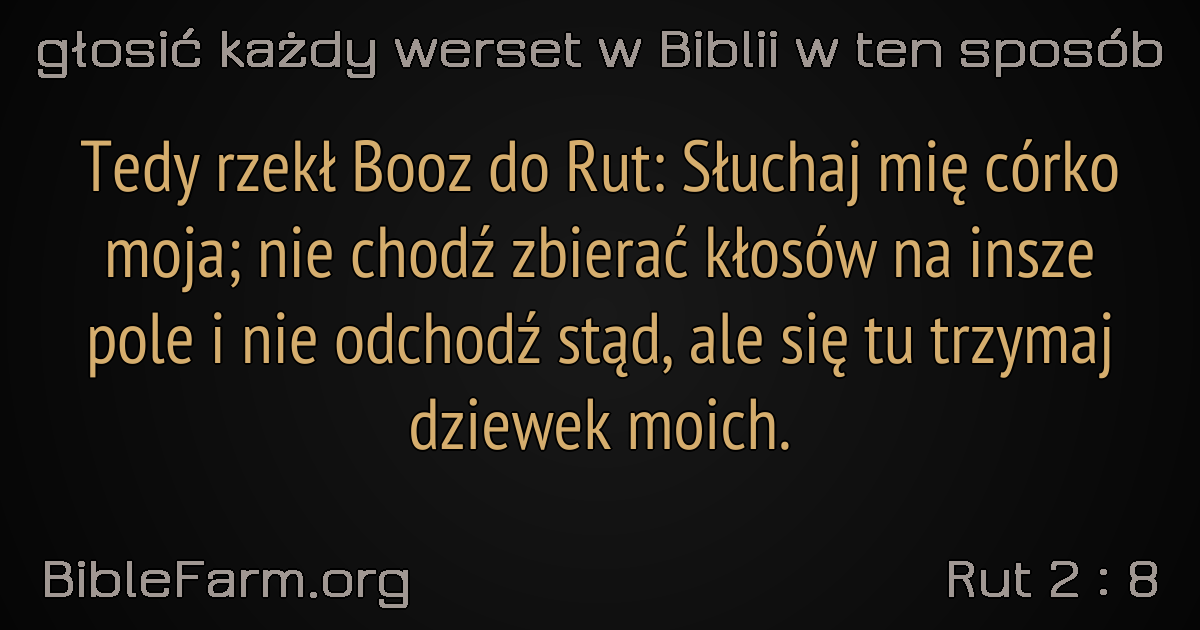 głosić każdy werset w Biblii w ten sposób
Tedy rzekł Booz do Rut: Słuchaj mię córko
moja; nie chodź zbierać kłosów na insze
pole i nie odchodź stąd, ale się tu trzymaj
dziewek moich.
BibleFarm.org
Rut 2 : 8